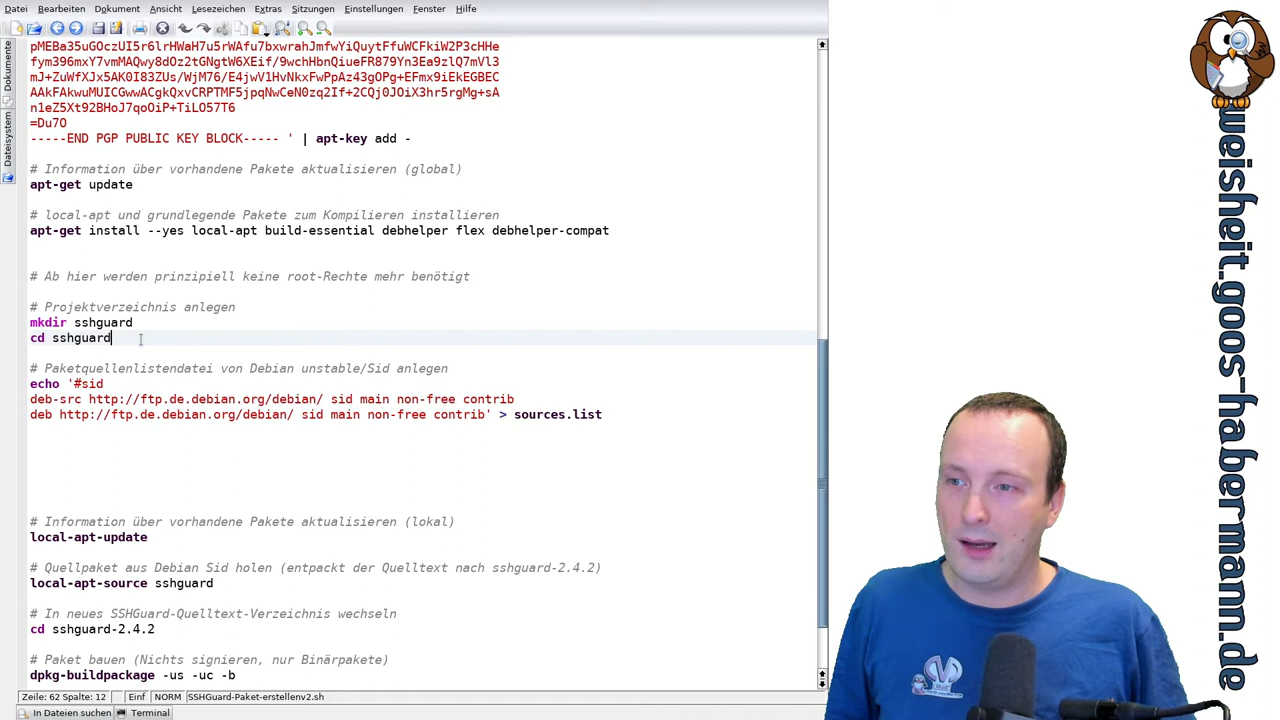 Datei Bearbeiten Dokument Ansicht Lesezeichen Extras Sitzungen Einstellungen Fenster Hilfe
Dokumente
Dateisystem
pMEBa35uGOczUI5r6lrHWaH7u5rWAfu7bxwrahJmfwYiQuytFfuWCFkiW2P3cHHe
fym396mxY7vmMAQwy8dOz2tGNgtW6XEif/9wchHbnQiueFR879Yn3Ea9zlQ7mVl3
mJ+ZuWfXJx5AK0I83ZUs/WjM76/E4jwV1HvNkxFwPpAz43gOPg+EFmx9iEkEGBEC
AAkFAkwuMUICGwwACgkQxvCRPTMF5jpqNwCeN0zq2If+2CQj0JOiX3hr5rgMg+sA
n1eZ5Xt92BHoJ7qoOiP+TiLO57T6
=Du7O
-----END PGP PUBLIC KEY BLOCK----- ' | apt-key add -
# Information über vorhandene Pakete aktualisieren (global)
apt-get update
# local-apt und grundlegende Pakete zum Kompilieren installieren
apt-get install --yes local-apt build-essential debhelper flex debhelper-compat
# Ab hier werden prinzipiell keine root-Rechte mehr benötigt
# Projektverzeichnis anlegen
mkdir sshguard
cd sshguard
# Paketquellenlistendatei von Debian unstable/Sid anlegen
echo '#sid
deb-src http://ftp.de.debian.org/debian/ sid main non-free contrib
deb http://ftp.de.debian.org/debian/ sid main non-free contrib' > sources.list
# Information über vorhandene Pakete aktualisieren (lokal)
local-apt-update
# Quellpaket aus Debian Sid holen (entpackt der Quelltext nach sshguard-2.4.2)
local-apt-source sshguard
# In neues SSHGuard-Quelltext-Verzeichnis wechseln
cd sshguard-2.4.2
# Paket bauen (Nichts signieren, nur Binärpakete)
dpkg-buildpackage -us -uc -b
Zeile: 62 Spalte: 12 Einf NORM SSHGuard-Paket-erstellenv2.sh
In Dateien suchen Terminal
weisheit.goos-habermann.de